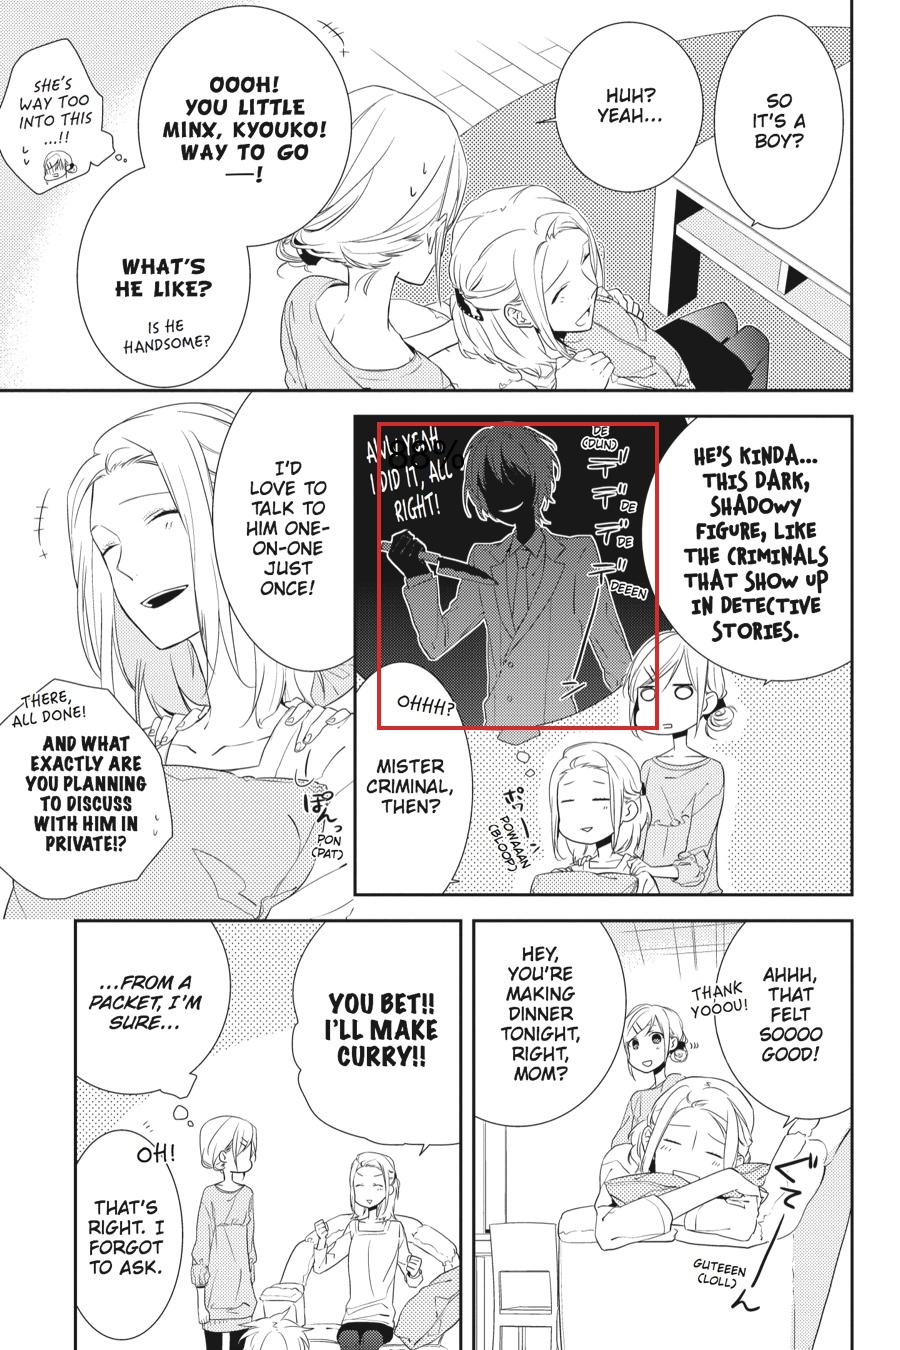 SO
IT'S A
BOY?
HUH?
YEAH...
OOOH!
YOU LITTLE
MINX, KYOUKO!
WAY TO GO
—!
SHE'S
WAY TOO
INTO THIS
...!!
WHAT'S
HE LIKE?
IS HE
HANDSOME?
HE'S KINDA...
THIS DARK,
SHADOWY
FIGURE, LIKE
THE CRIMINALS
THAT SHOW UP
IN DETECTIVE
STORIES.
DE
(DUN)
デ
デ
DE
デ
DE
デーン
DEEEN
88%
AWW YEAH
I DID IT, ALL
RIGHT!
OHHH?
MISTER
CRIMINAL,
THEN?
POWAAAN
(BLOOP)
I'D
LOVE TO
TALK TO
HIM ONE-
ON-ONE
JUST
ONCE!
THERE,
ALL DONE!
AND WHAT
EXACTLY ARE
YOU PLANNING
TO DISCUSS
WITH HIM IN
PRIVATE!?
ぽんっ
PON
(PAT)
AHHH,
THAT
FELT
SOOOO
GOOD!
THANK
YOOOU!
HEY,
YOU'RE
MAKING
DINNER
TONIGHT,
RIGHT,
MOM?
ぐてーん
GUTEEEN
(LOLL)
YOU BET!!
I'LL MAKE
CURRY!!
...FROM A
PACKET, I'M
SURE...
OH!
THAT'S
RIGHT. I
FORGOT
TO ASK.